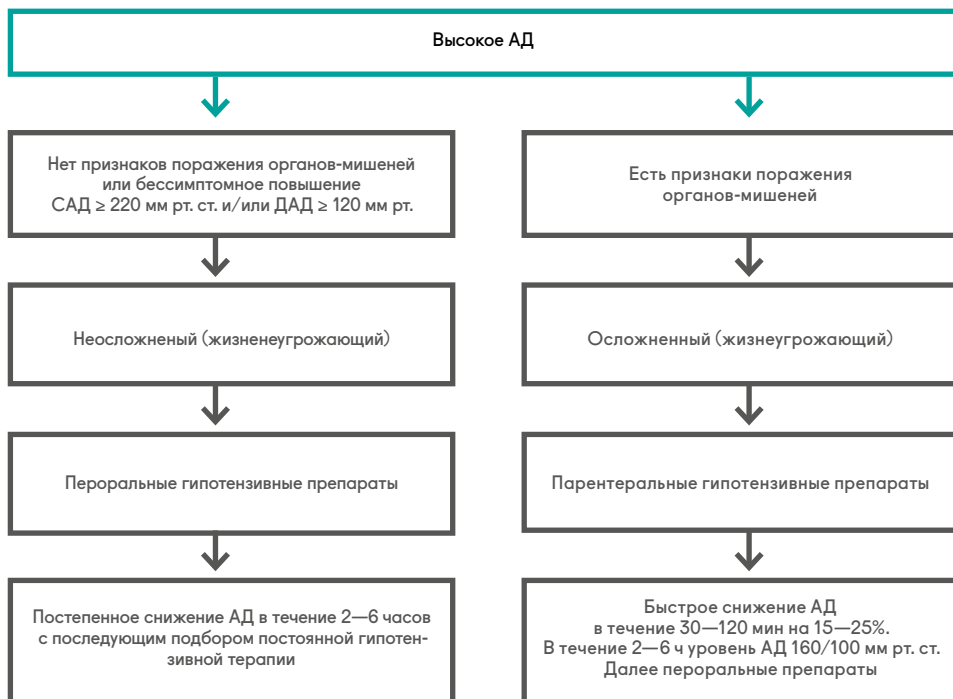 Высокое АД
Нет признаков поражения органов-мишеней
или бессимптомное повышение
САД ≥ 220 мм рт. ст. и/или ДАД ≥ 120 мм рт.
Есть признаки поражения
органов-мишеней
Неосложненый (жизненеугрожающий)
Осложненный (жизнеугрожающий)
Пероральные гипотензивные препараты
Парентеральные гипотензивные препараты
Постепенное снижение АД в течение 2—6 часов
с последующим подбором постоянной гипотен-
зивной терапии
Быстрое снижение АД
в течение 30—120 мин на 15—25%.
В течение 2—6 ч уровень АД 160/100 мм рт. ст.
Далее пероральные препараты